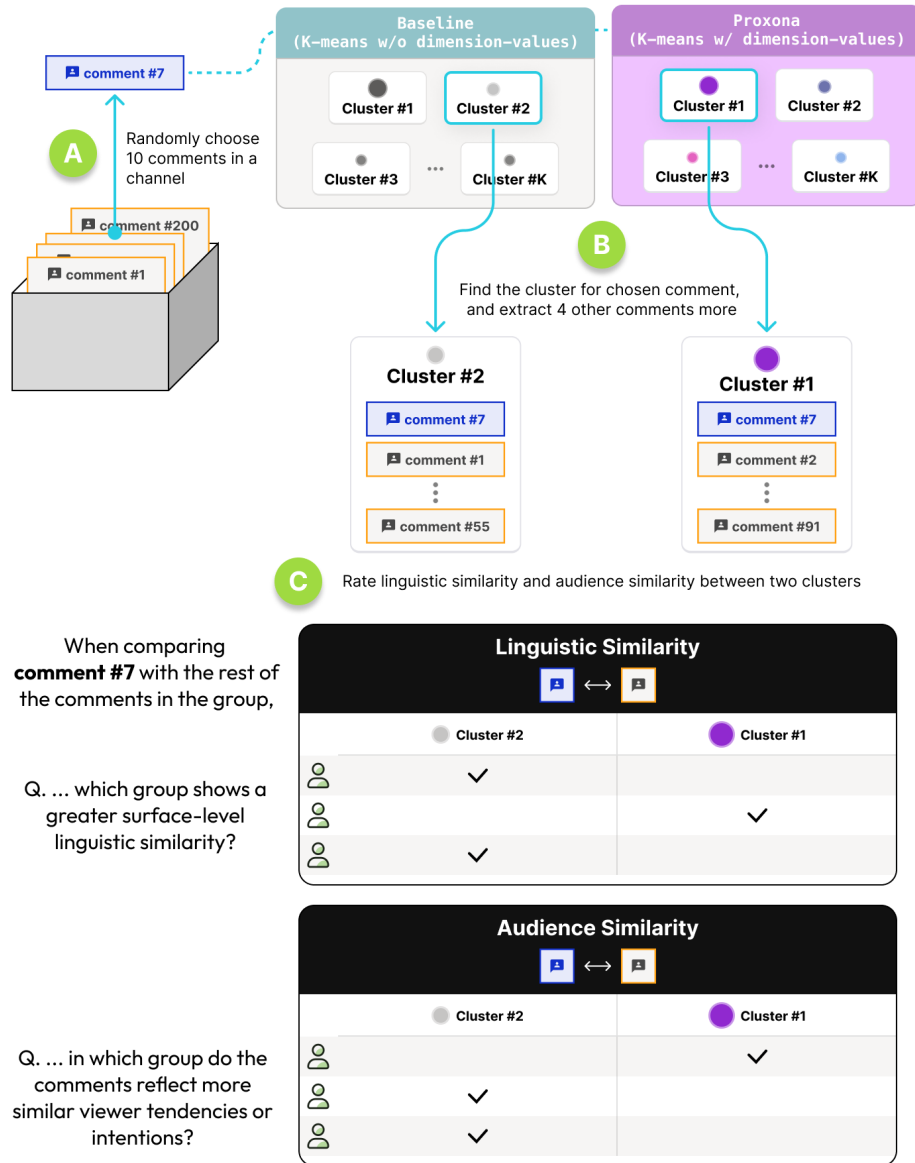 Baseline
(K-means w/o dimension-values)
Proxona
(K-means w/ dimension-values)
comment #7
Cluster #1
Cluster #2
Cluster #3
...
Cluster #K
Cluster #1
Cluster #2
Cluster #3
...
Cluster #K
A
Randomly choose
10 comments in a
channel
comment #200
comment #1
B
Find the cluster for chosen comment,
and extract 4 other comments more
Cluster #2
comment #7
comment #1
comment #55
Cluster #1
comment #7
comment #2
comment #91
C
Rate linguistic similarity and audience similarity between two clusters
When comparing
comment #7 with the rest of
the comments in the group,
Q. ... which group shows a
greater surface-level
linguistic similarity?
Linguistic Similarity
Cluster #2
Cluster #1
Q. ... in which group do the
comments reflect more
similar viewer tendencies or
intentions?
Audience Similarity
Cluster #2
Cluster #1